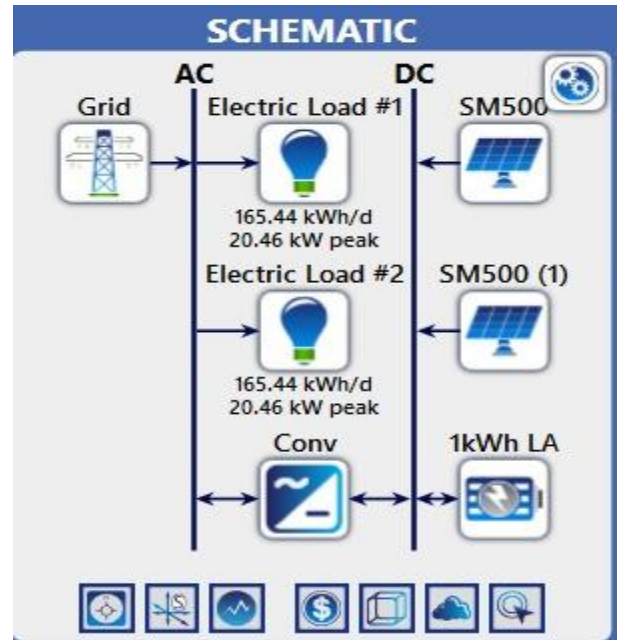 SCHEMATIC
AC
DC
Grid
Electric Load #1
SM500
165.44 kWh/d
20.46 kW peak
Electric Load #2
SM500 (1)
165.44 kWh/d
20.46 kW peak
Conv
1kWh LA
S
$